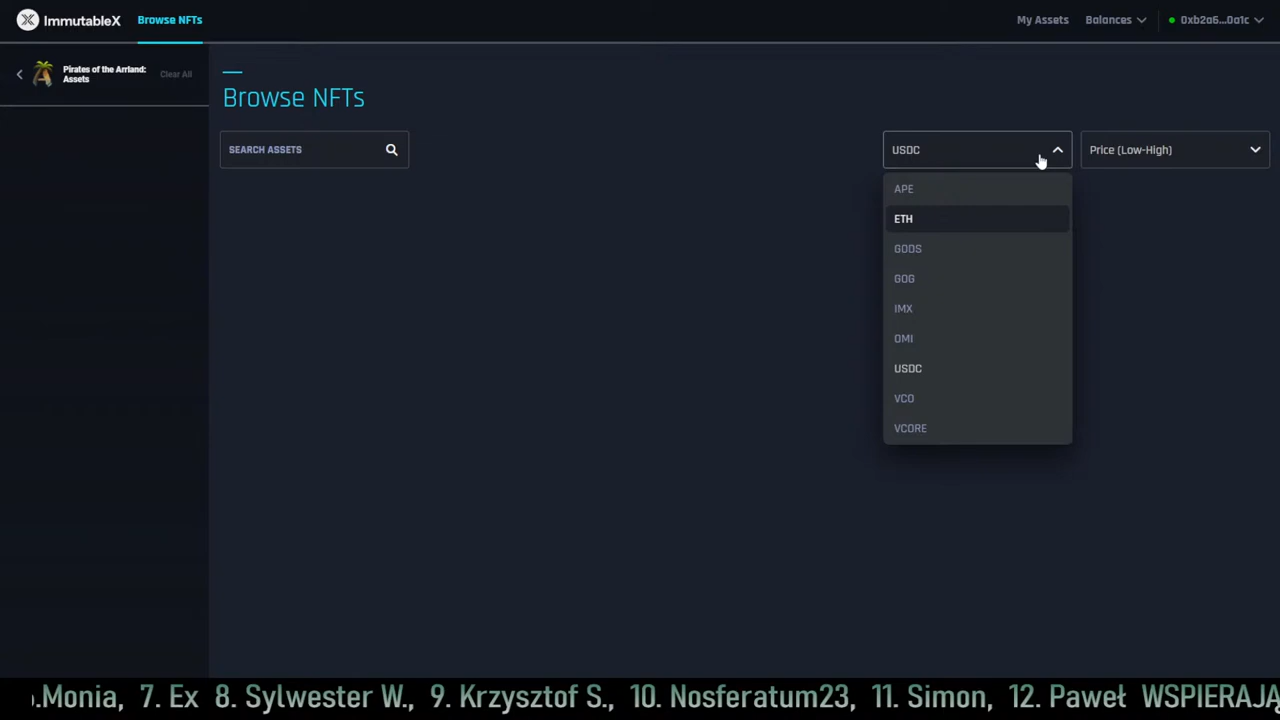 ImmutableX
Browse NFTs
My Assets
Balances
0xb2a6...0a1c
Pirates of the Arrland:
Assets
Clear All
Browse NFTs
SEARCH ASSETS
USDC
Price (Low-High)
APE
ETH
GODS
GOG
IMX
OMI
USDC
VCO
VCORE
.Monia, 7. Ex 8. Sylwester W., 9. Krzysztof S., 10. Nosferatum23, 11. Simon, 12. Paweł WSPIERAJĄ